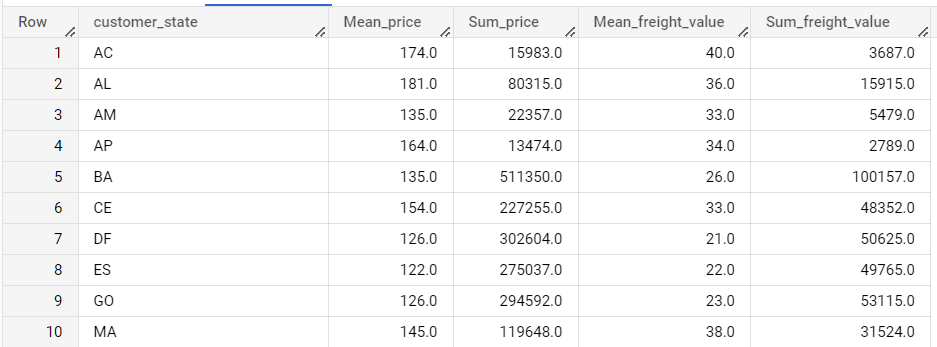 Row customer_state Mean_price Sum_price Mean_freight_value Sum_freight_value
1 AC 174.0 15983.0 40.0 3687.0
2 AL 181.0 80315.0 36.0 15915.0
3 AM 135.0 22357.0 33.0 5479.0
4 AP 164.0 13474.0 34.0 2789.0
5 BA 135.0 511350.0 26.0 100157.0
6 CE 154.0 227255.0 33.0 48352.0
7 DF 126.0 302604.0 21.0 50625.0
8 ES 122.0 275037.0 22.0 49765.0
9 GO 126.0 294592.0 23.0 53115.0
10 MA 145.0 119648.0 38.0 31524.0